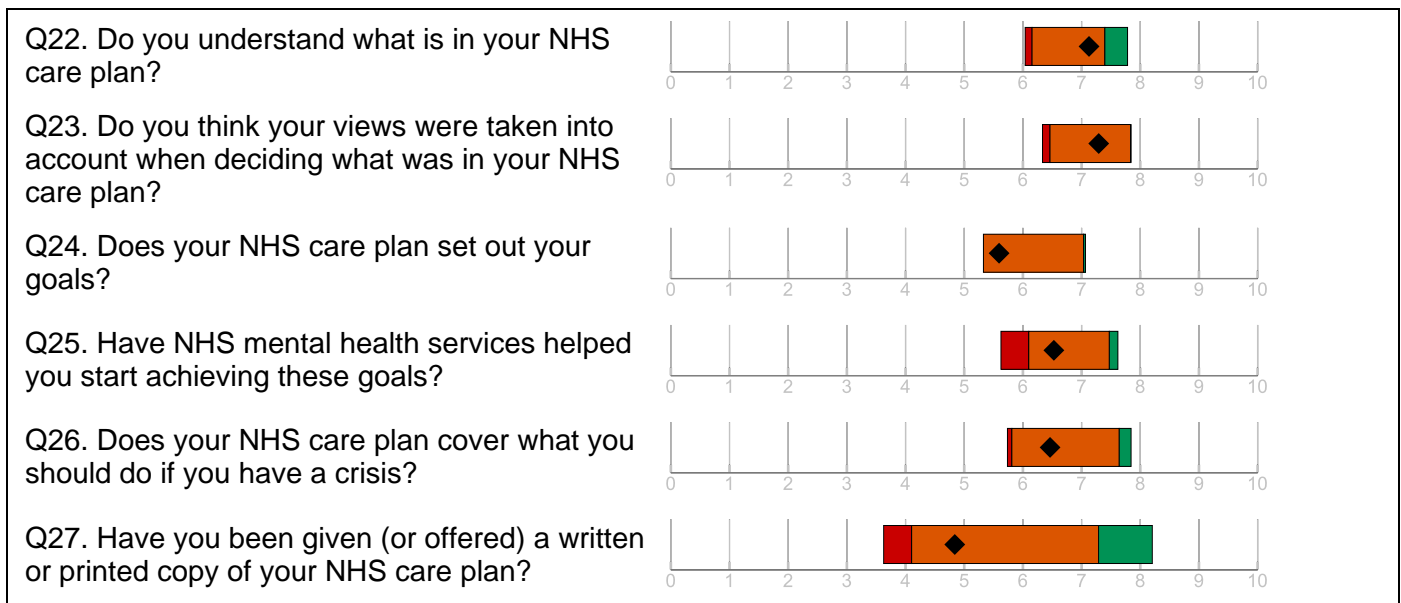 Q22. Do you understand what is in your NHS
care plan?
0 1 2 3 4 5 6 7 8 9 10
Q23. Do you think your views were taken into
account when deciding what was in your NHS
care plan?
0 1 2 3 4 5 6 7 8 9 10
Q24. Does your NHS care plan set out your
goals?
0 1 2 3 4 5 6 7 8 9 10
Q25. Have NHS mental health services helped
you start achieving these goals?
0 1 2 3 4 5 6 7 8 9 10
Q26. Does your NHS care plan cover what you
should do if you have a crisis?
0 1 2 3 4 5 6 7 8 9 10
Q27. Have you been given (or offered) a written
or printed copy of your NHS care plan?
0 1 2 3 4 5 6 7 8 9 10